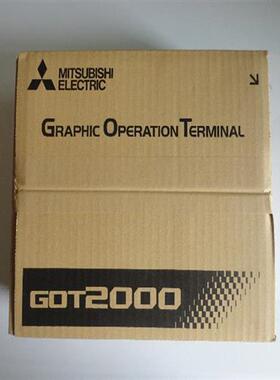 MITSUBISHI
ELECTRIC
GRAPHIC OPERATION TERMINAL
GOT2000